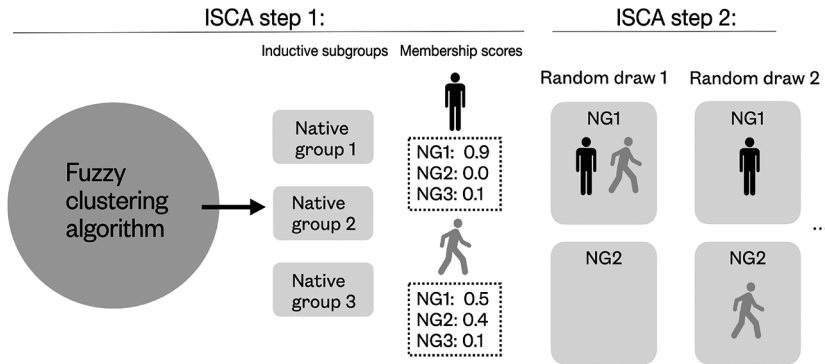 ISCA step 1:
ISCA step 2:
Inductive subgroups
Membership scores
Fuzzy
clustering
algorithm
Native
group 1
Native
group 2
Native
group 3
NG1: 0.9
NG2: 0.0
NG3: 0.1
NG1: 0.5
NG2: 0.4
NG3: 0.1
Random draw 1
Random draw 2
NG1
NG1
NG2
NG2
...